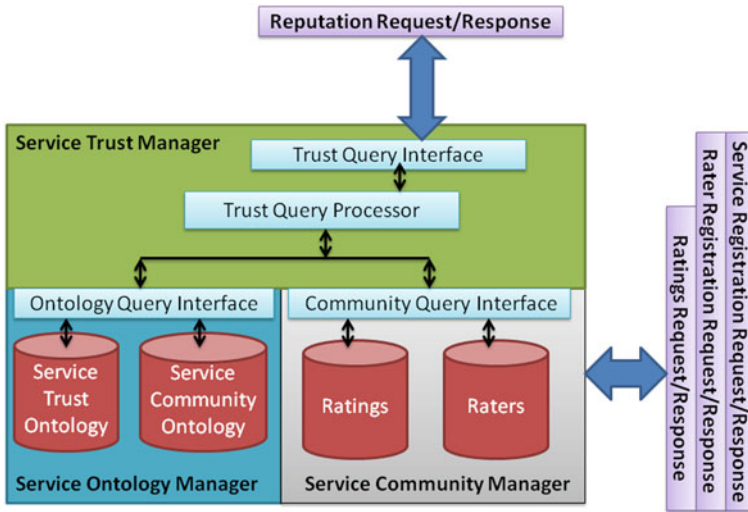 Reputation Request/Response
Service Trust Manager
Trust Query Interface
Trust Query Processor
Ontology Query Interface
Community Query Interface
Service
Trust
Ontology
Service
Community
Ontology
Ratings
Raters
Service Ontology Manager
Service Community Manager
Ratings Request/Response
Rater Registration Request/Response
Service Registration Request/Response